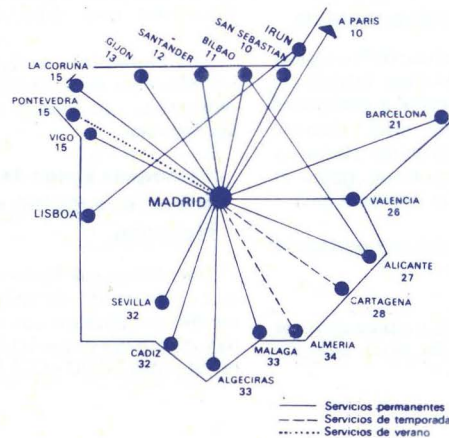 A PARIS
10
IRUN
SAN SEBASTIAN
10
BILBAO
11
SANTANDER
12
GIJON
13
LA CORUÑA
15
PONTEVEDRA
15
VIGO
15
BARCELONA
21
MADRID
VALENCIA
26
LISBOA
ALICANTE
27
CARTAGENA
28
SEVILLA
32
CADIZ
32
ALGECIRAS
33
MALAGA
33
ALMERIA
34
Servicios permanentes
Servicios de temporada
Servicios de verano